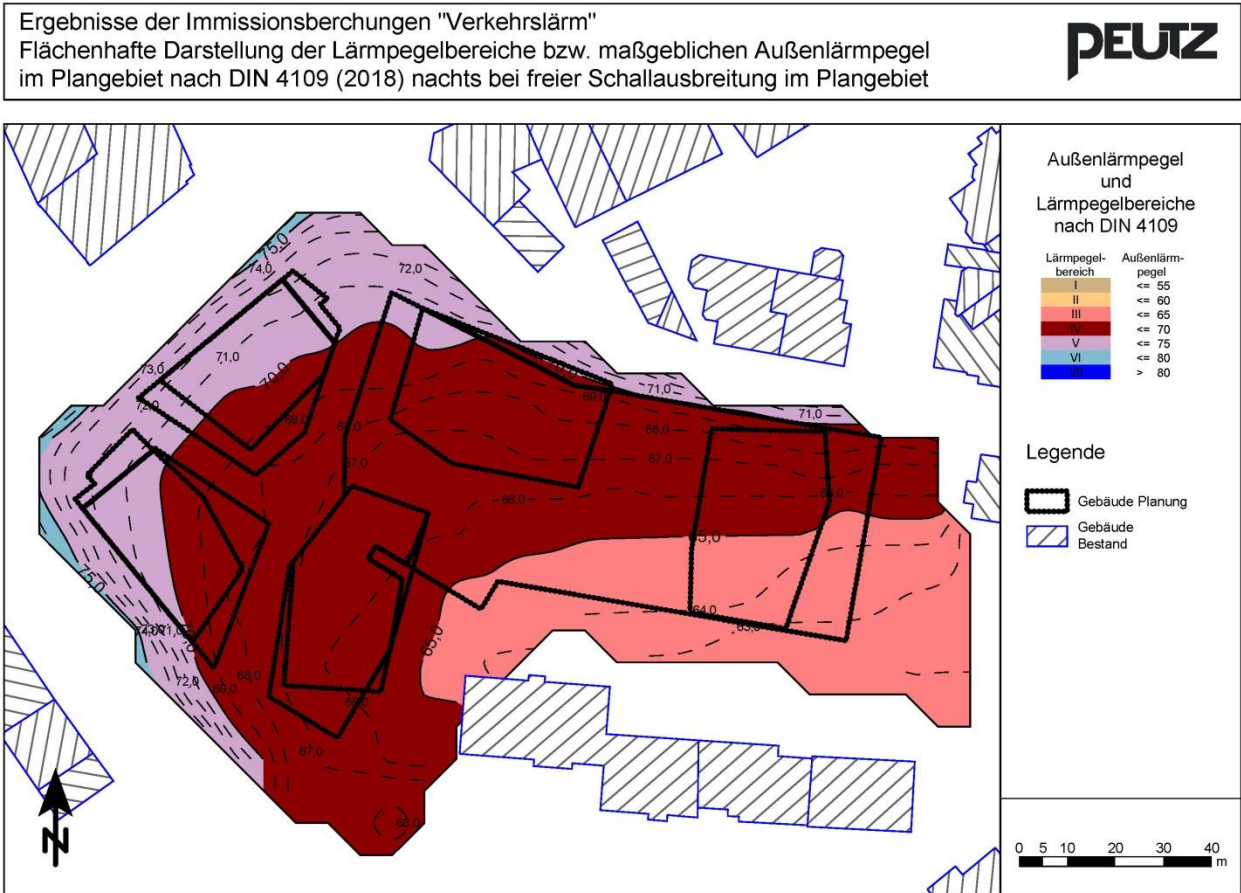 Ergebnisse der Immissionsberchungen "Verkehrslärm"
Flächenhafte Darstellung der Lärmpegelbereiche bzw. maßgeblichen Außenlärmpegel
im Plangebiet nach DIN 4109 (2018) nachts bei freier Schallausbreitung im Plangebiet
PEUTZ
Außenlärmpegel
und
Lärmpegelbereiche
nach DIN 4109
Lärmpegel- Außenlärm-
bereich pegel
I <= 55
II <= 60
III <= 65
IV <= 70
V <= 75
VI <= 80
VII > 80
Legende
Gebäude Planung
Gebäude
Bestand
0 5 10 20 30 40
m
N
75,0
74,0
72,0
71,0
73,0
72,0
70,0
69,0
71,0
69,0
71,0
68,0
67,0
67,0
66,0
65,0
64,0
63,0
65,0
75,0
72,0
69,0
68,0
66,0
67,0
68,0